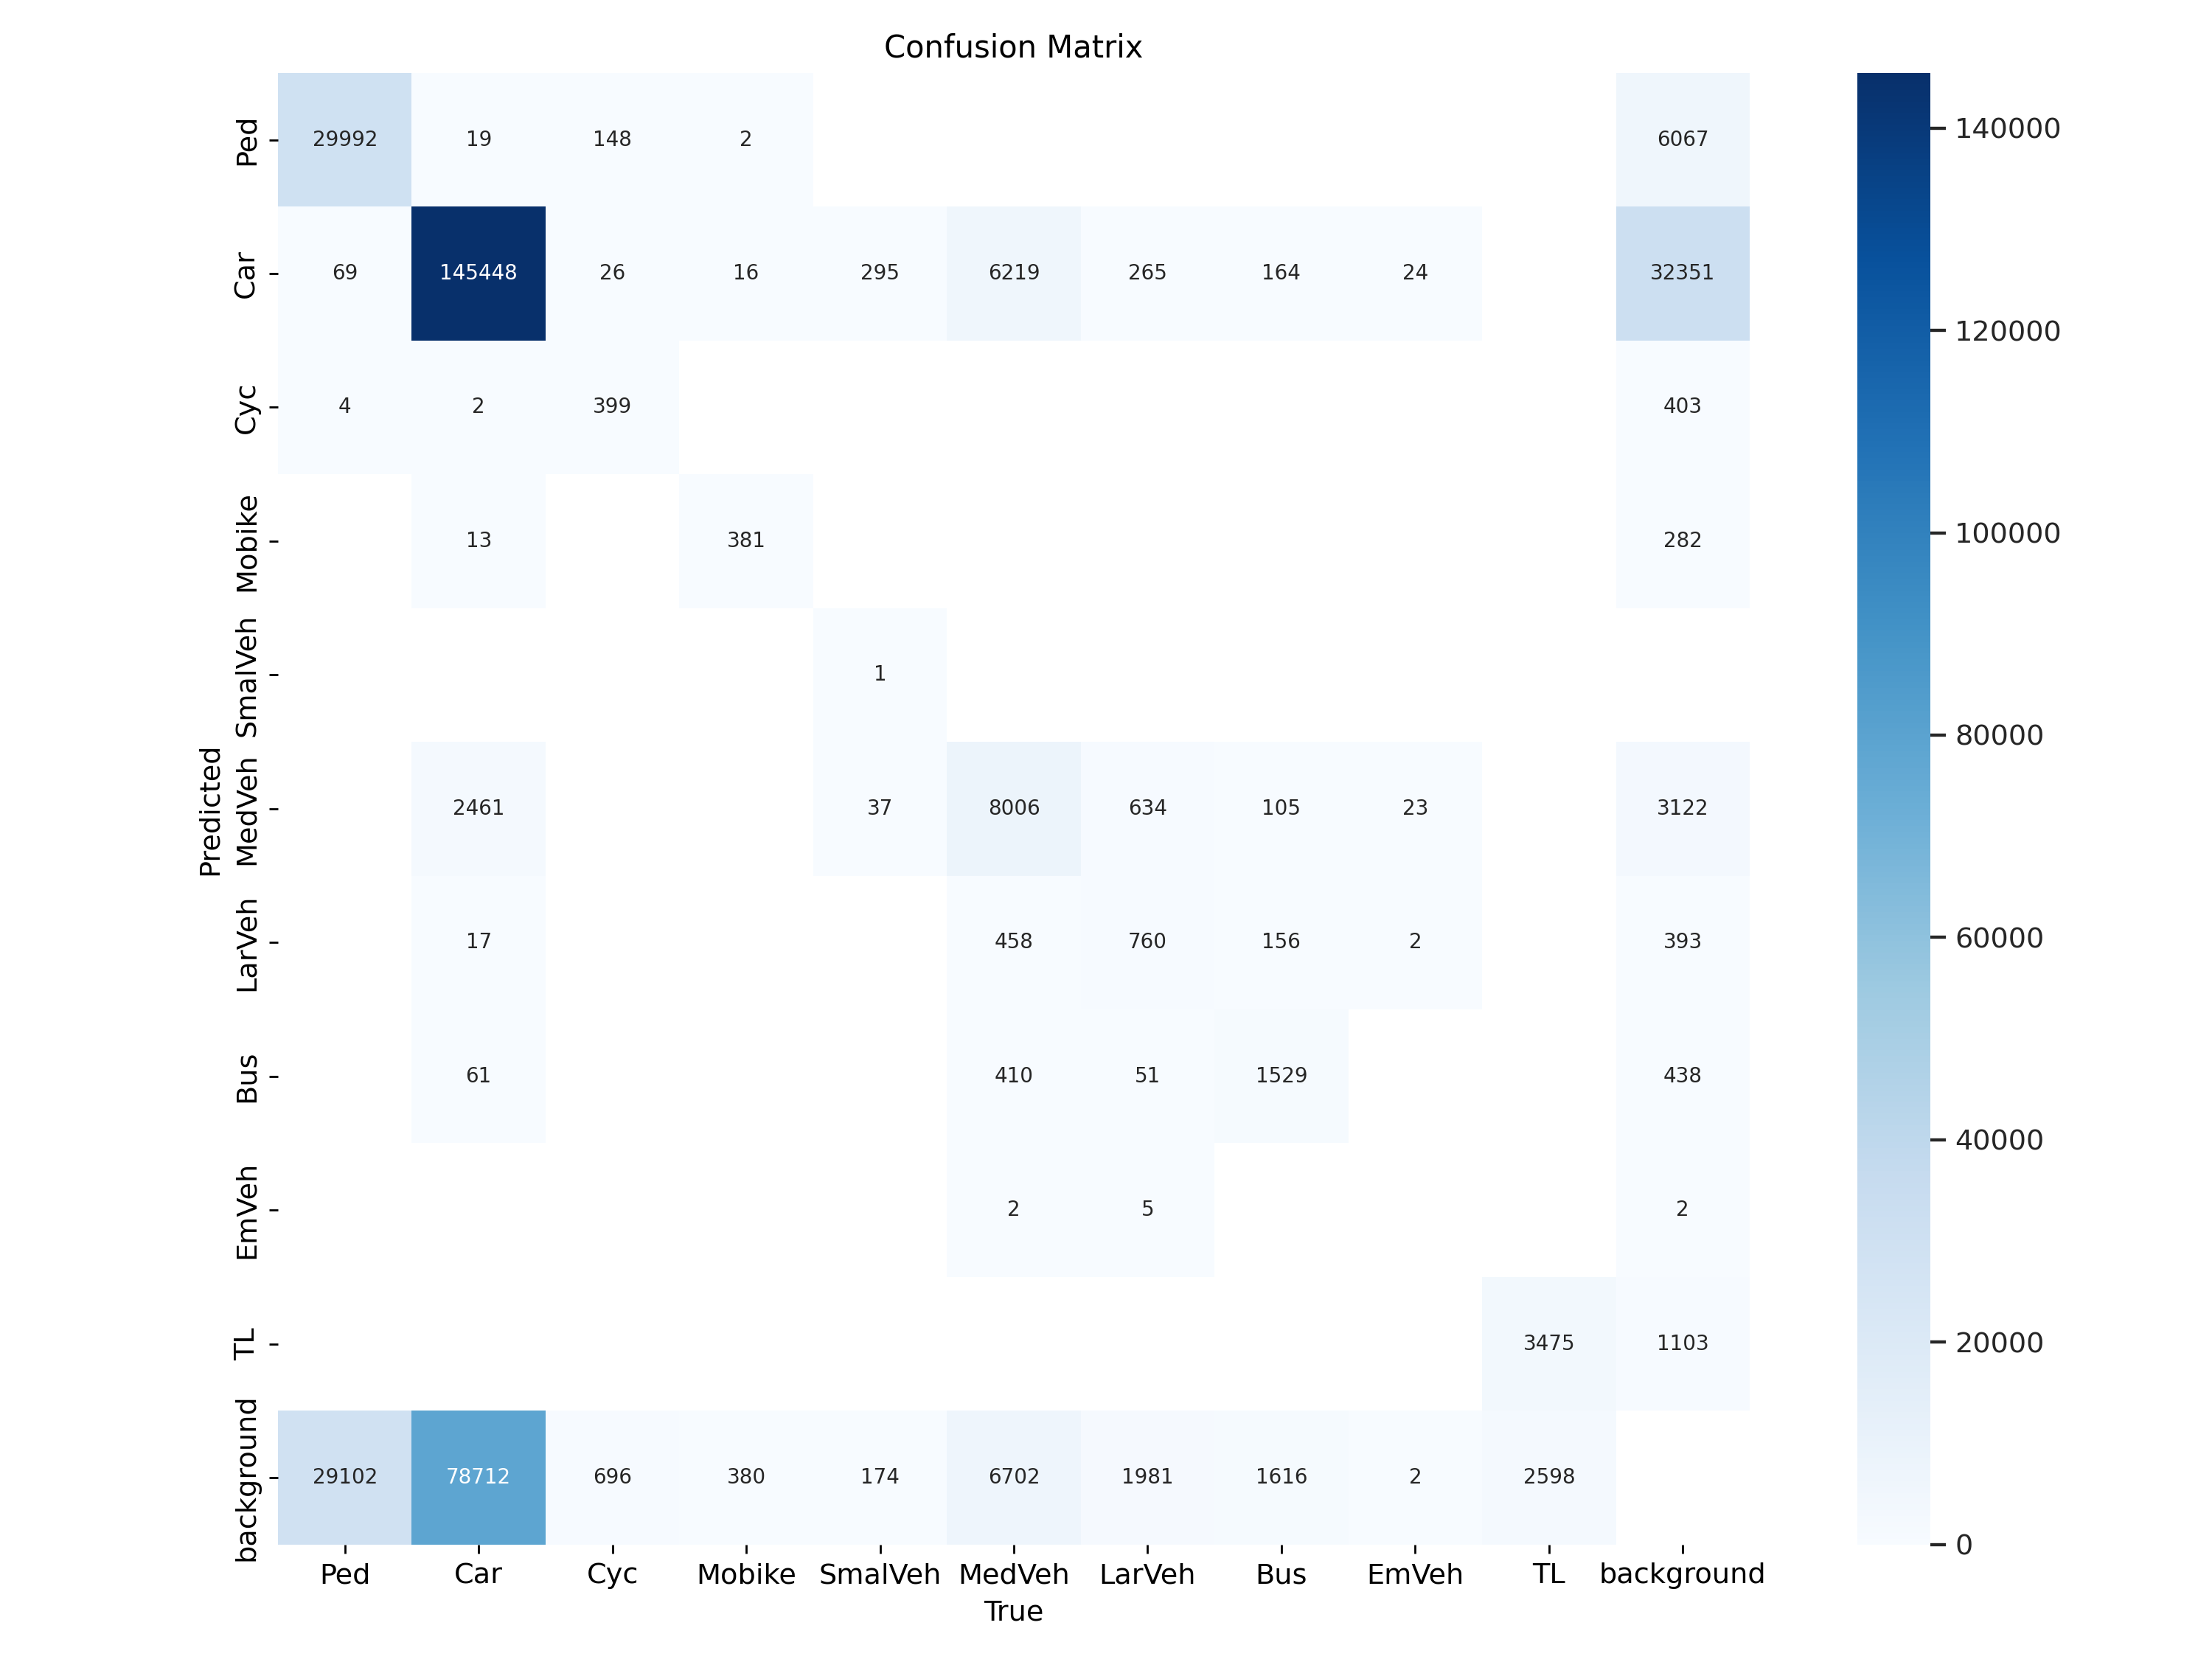 Confusion Matrix
Ped 29992 19 148 2 6067
Car 69 145448 26 16 295 6219 265 164 24 32351
Cyc 4 2 399 403
Mobike 13 381 282
SmalVeh 1
MedVeh 2461 37 8006 634 105 23 3122
LarVeh 17 458 760 156 2 393
Bus 61 410 51 1529 438
EmVeh 2 5 2
TL 3475 1103
background 29102 78712 696 380 174 6702 1981 1616 2 2598
Predicted
Ped Car Cyc Mobike SmalVeh MedVeh LarVeh Bus EmVeh TL background
True
140000
120000
100000
80000
60000
40000
20000
0